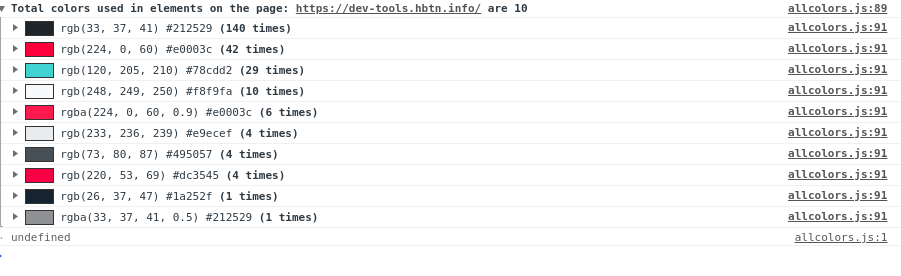 Total colors used in elements on the page: https://dev-tools.hbtn.info/ are 10 allcolors.js:89
rgb(33, 37, 41) #212529 (140 times) allcolors.js:91
rgb(224, 0, 60) #e0003c (42 times) allcolors.js:91
rgb(120, 205, 210) #78cdd2 (29 times) allcolors.js:91
rgb(248, 249, 250) #f8f9fa (10 times) allcolors.js:91
rgba(224, 0, 60, 0.9) #e0003c (6 times) allcolors.js:91
rgb(233, 236, 239) #e9ecef (4 times) allcolors.js:91
rgb(73, 80, 87) #495057 (4 times) allcolors.js:91
rgb(220, 53, 69) #dc3545 (4 times) allcolors.js:91
rgb(26, 37, 47) #1a252f (1 times) allcolors.js:91
rgba(33, 37, 41, 0.5) #212529 (1 times) allcolors.js:91
undefined allcolors.js:1